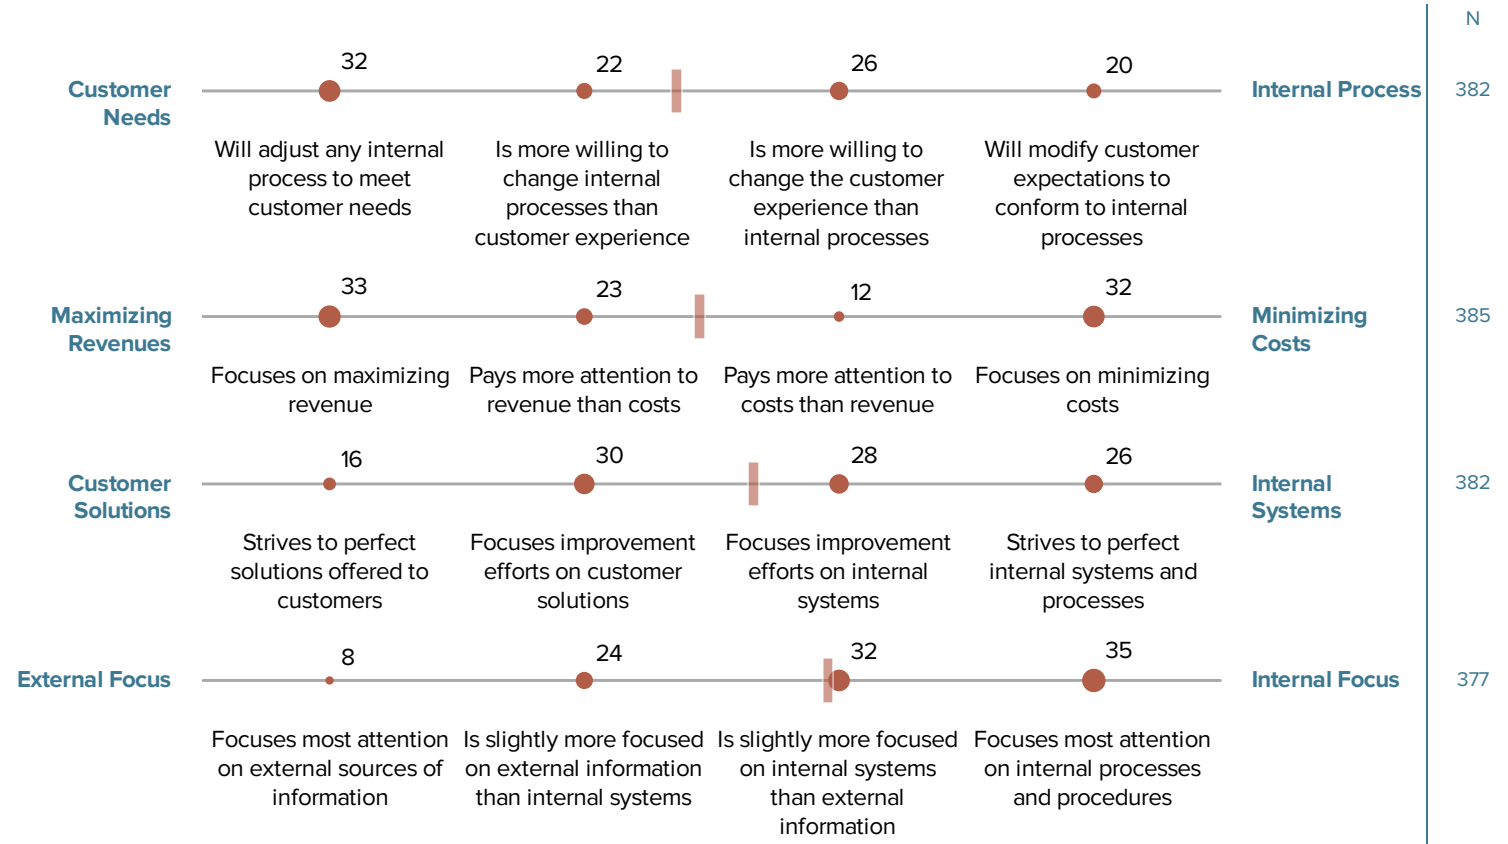 N
32
22
26
20
Customer
Needs
Internal Process
382
Will adjust any internal
process to meet
customer needs
Is more willing to
change internal
processes than
customer experience
Is more willing to
change the customer
experience than
internal processes
Will modify customer
expectations to
conform to internal
processes
33
23
12
32
Maximizing
Revenues
Minimizing
Costs
385
Focuses on maximizing
revenue
Pays more attention to
revenue than costs
Pays more attention to
costs than revenue
Focuses on minimizing
costs
16
30
28
26
Customer
Solutions
Internal
Systems
382
Strives to perfect
solutions offered to
customers
Focuses improvement
efforts on customer
solutions
Focuses improvement
efforts on internal
systems
Strives to perfect
internal systems and
processes
8
24
32
35
External Focus
Internal Focus
377
Focuses most attention
on external sources of
information
Is slightly more focused
on external information
than internal systems
Is slightly more focused
on internal systems
than external
information
Focuses most attention
on internal processes
and procedures